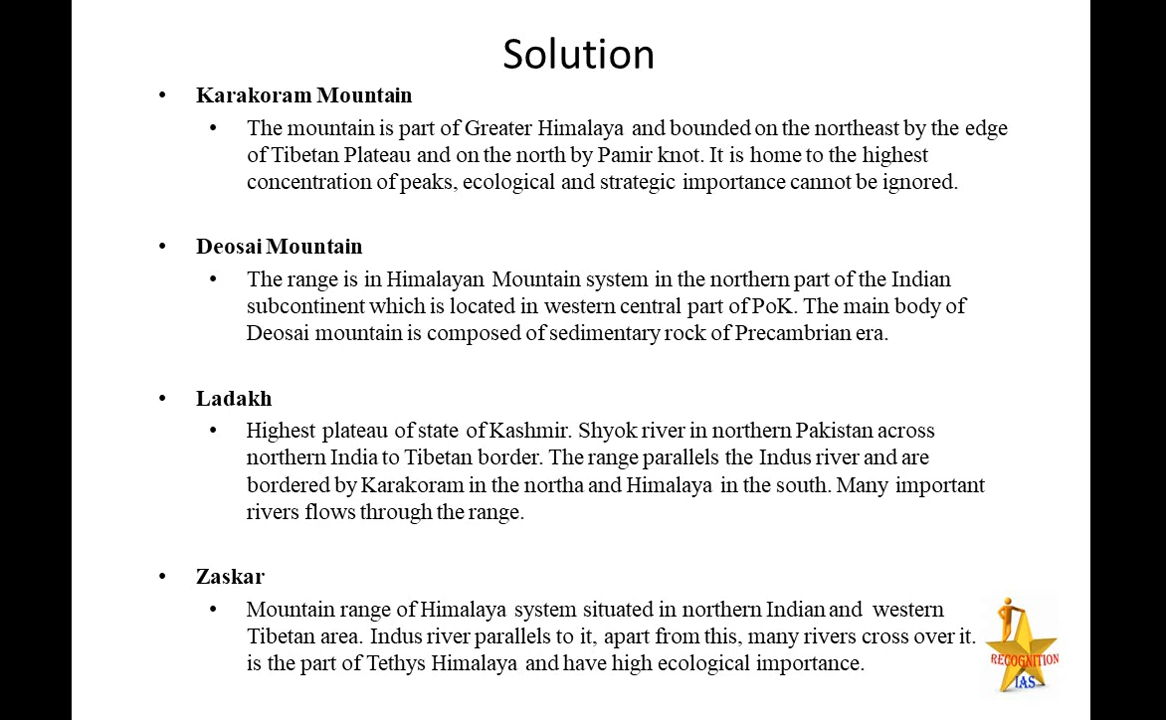 Solution
• Karakoram Mountain
• The mountain is part of Greater Himalaya and bounded on the northeast by the edge
of Tibetan Plateau and on the north by Pamir knot. It is home to the highest
concentration of peaks, ecological and strategic importance cannot be ignored.
• Deosai Mountain
• The range is in Himalayan Mountain system in the northern part of the Indian
subcontinent which is located in western central part of PoK. The main body of
Deosai mountain is composed of sedimentary rock of Precambrian era.
• Ladakh
• Highest plateau of state of Kashmir. Shyok river in northern Pakistan across
northern India to Tibetan border. The range parallels the Indus river and are
bordered by Karakoram in the northa and Himalaya in the south. Many important
rivers flows through the range.
• Zaskar
• Mountain range of Himalaya system situated in northern Indian and western
Tibetan area. Indus river parallels to it, apart from this, many rivers cross over it.
is the part of Tethys Himalaya and have high ecological importance.
RECOGNITION
IAS